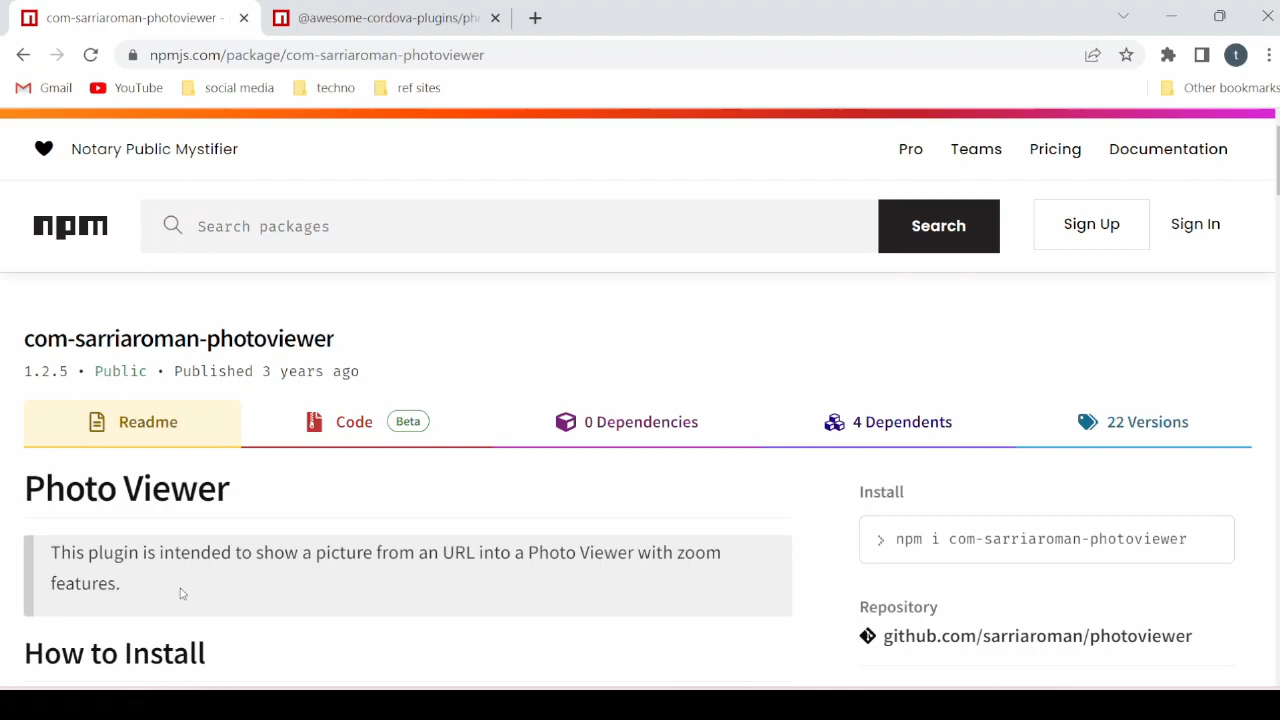 com-sarriaroman-photoviewer -
@awesome-cordova-plugins/ph
npmjs.com/package/com-sarriaroman-photoviewer
t
Gmail
YouTube
social media
techno
ref sites
Other bookmarks
Notary Public Mystifier
Pro
Teams
Pricing
Documentation
npm
Search packages
Search
Sign Up
Sign In
com-sarriaroman-photoviewer
1.2.5 • Public • Published 3 years ago
Readme
Code Beta
0 Dependencies
4 Dependents
22 Versions
Photo Viewer
This plugin is intended to show a picture from an URL into a Photo Viewer with zoom
features.
How to Install
Install
> npm i com-sarriaroman-photoviewer
Repository
github.com/sarriaroman/photoviewer